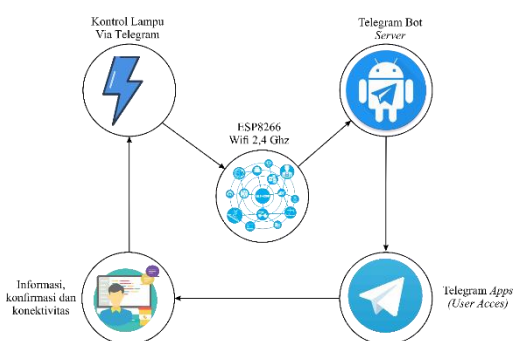 Kontrol Lampu
Via Telegram
Telegram Bot
Server
ESP8266
Wifi 2,4 Ghz
Informasi,
konfirmasi dan
konektivitas
Telegram Apps
(User Acces)